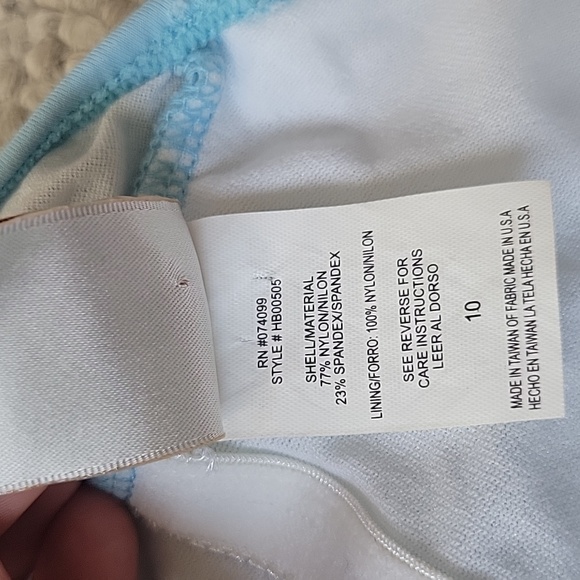 RN #074099
STYLE # HB00505
SHELL/MATERIAL
77% NYLON/NILON
23% SPANDEX/SPANDEX
LINING/FORRO: 100% NYLON/NILON
SEE REVERSE FOR
CARE INSTRUCTIONS
LEER AL DORSO
10
MADE IN TAIWAN OF FABRIC MADE IN U.S.A
HECHO EN TAIWAN LA TELA HECHA EN U.S.A